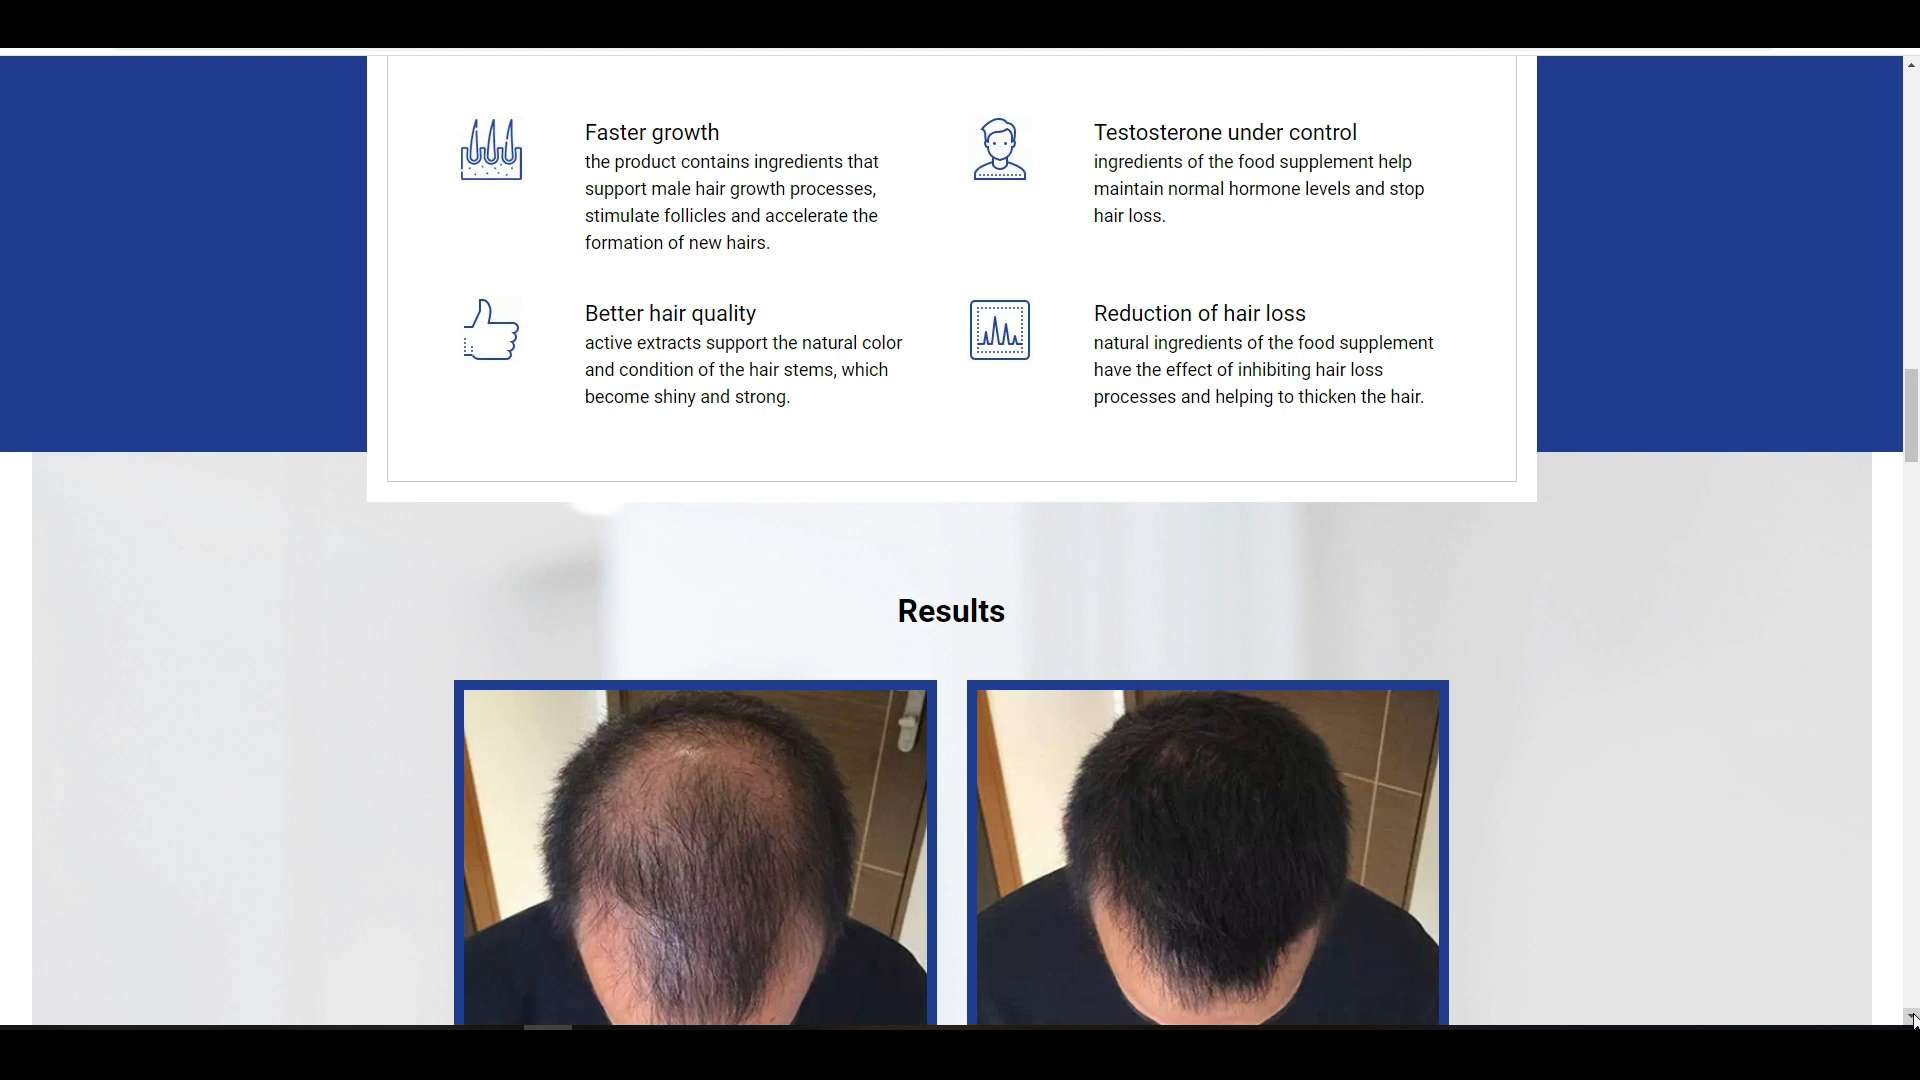 Faster growth
the product contains ingredients that
support male hair growth processes,
stimulate follicles and accelerate the
formation of new hairs.
Testosterone under control
ingredients of the food supplement help
maintain normal hormone levels and stop
hair loss.
Better hair quality
active extracts support the natural color
and condition of the hair stems, which
become shiny and strong.
Reduction of hair loss
natural ingredients of the food supplement
have the effect of inhibiting hair loss
processes and helping to thicken the hair.
Results